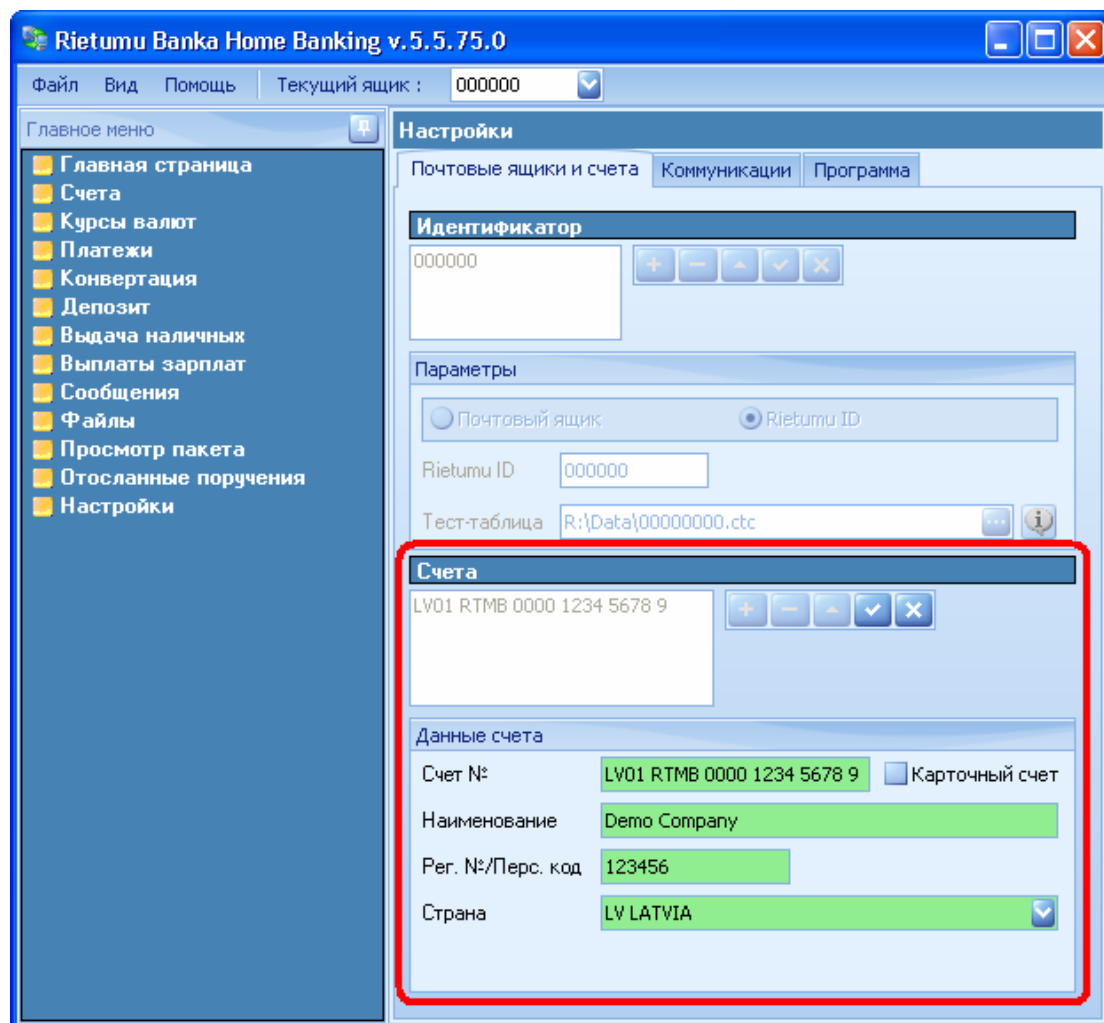 Rietumu Banka Home Banking v.5.5.75.0
Файл Вид Помощь Текущий ящик : 000000
Главное меню
Главная страница
Счета
Курсы валют
Платежи
Конвертация
Депозит
Выдача наличных
Выплаты зарплат
Сообщения
Файлы
Просмотр пакета
Отосланные поручения
Настройки
Настройки
Почтовые ящики и счета Коммуникации Программа
Идентификатор
000000
Параметры
Почтовый ящик Rietumu ID
Rietumu ID 000000
Тест-таблица R:\Data\00000000.ctc
Счета
LV01 RTMB 0000 1234 5678 9
Данные счета
Счет № LV01 RTMB 0000 1234 5678 9 Карточный счет
Наименование Demo Company
Рег. №/Перс. код 123456
Страна LV LATVIA